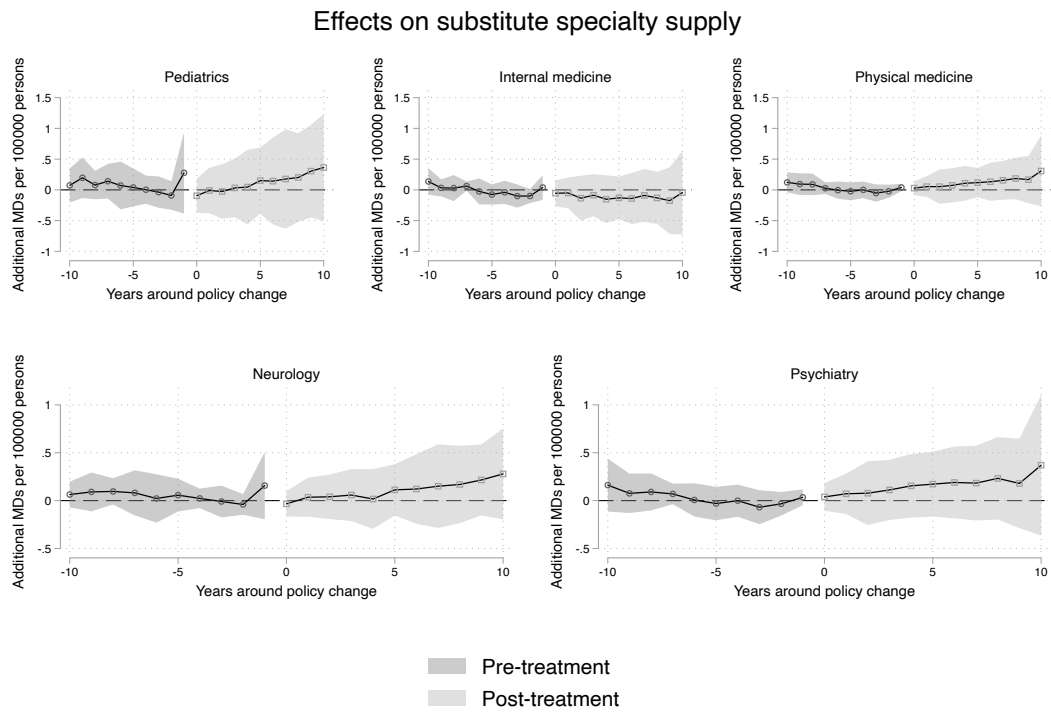 Effects on substitute specialty supply
Pediatrics
Additional MDs per 100000 persons
1.5
1
.5
0
-.5
-1
-10
-5
0
5
10
Years around policy change
Internal medicine
Additional MDs per 100000 persons
1.5
1
.5
0
-.5
-1
-10
-5
0
5
10
Years around policy change
Physical medicine
Additional MDs per 100000 persons
1.5
1
.5
0
-.5
-1
-10
-5
0
5
10
Years around policy change
Neurology
Additional MDs per 100000 persons
1
.5
0
-.5
-10
-5
0
5
10
Years around policy change
Psychiatry
Additional MDs per 100000 persons
1
.5
0
-.5
-10
-5
0
5
10
Years around policy change
Pre-treatment
Post-treatment